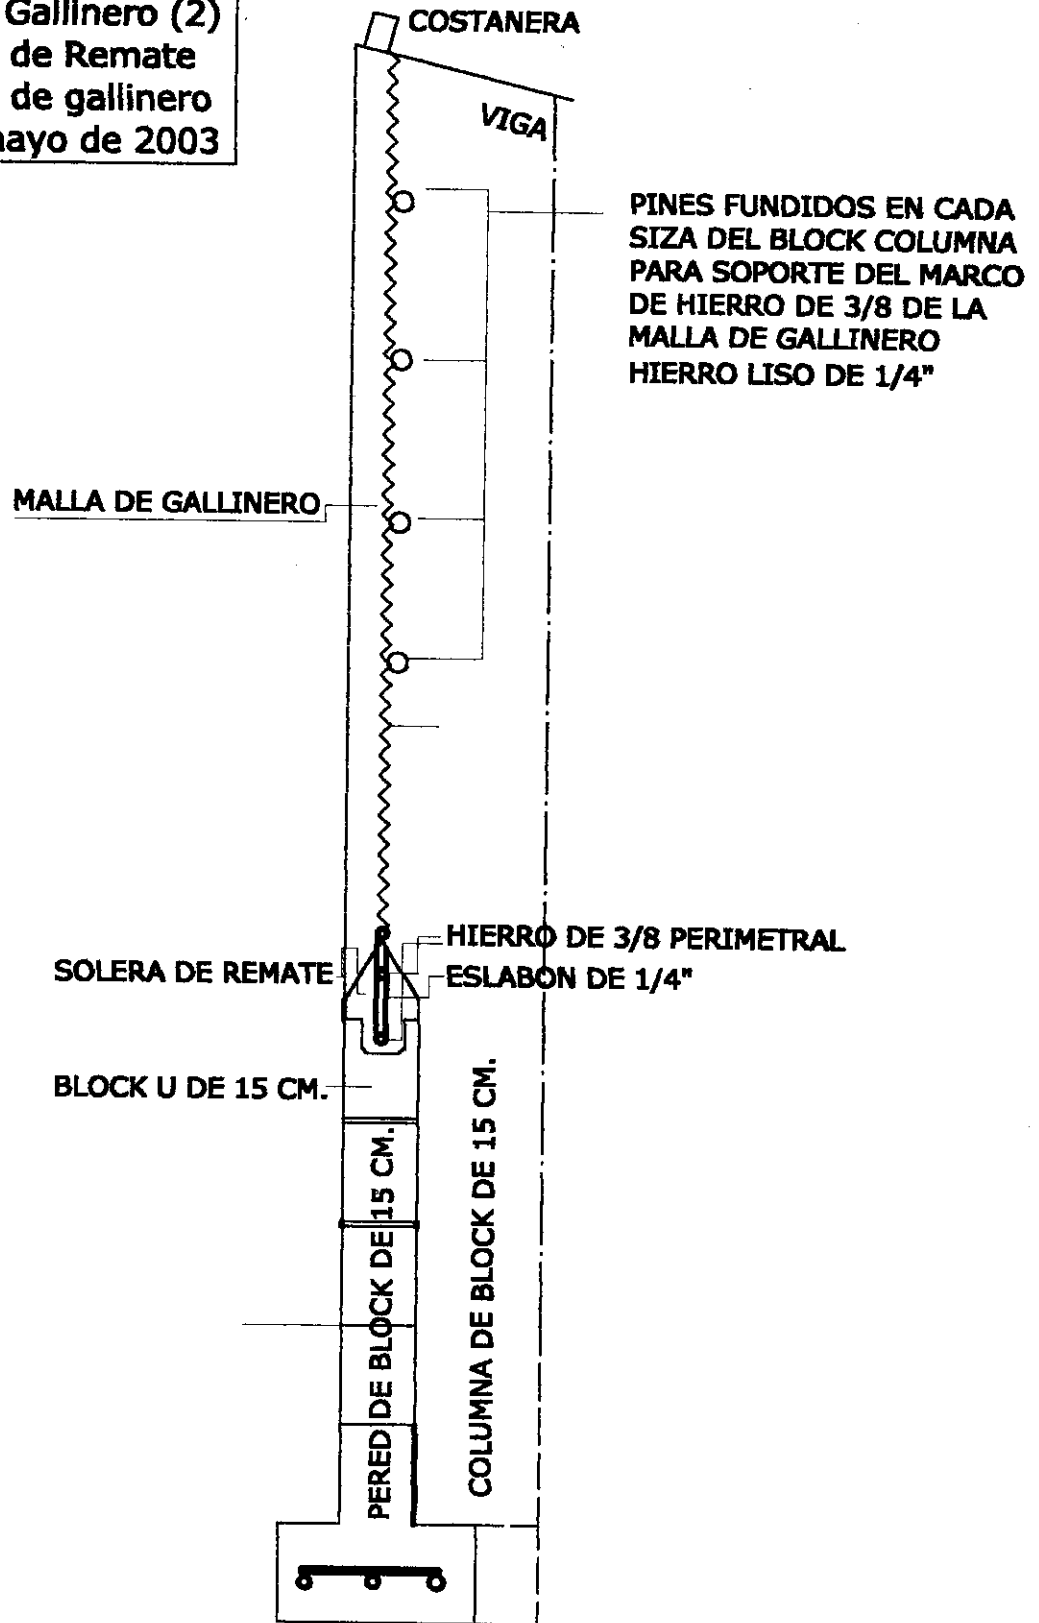 Gallinero (2)
de Remate
de gallinero
mayo de 2003
COSTANERA
VIGA
PINES FUNDIDOS EN CADA
SIZA DEL BLOCK COLUMNA
PARA SOPORTE DEL MARCO
DE HIERRO DE 3/8 DE LA
MALLA DE GALLINERO
HIERRO LISO DE 1/4"
MALLA DE GALLINERO
HIERRO DE 3/8 PERIMETRAL
SOLERA DE REMATE
ESLABON DE 1/4"
BLOCK U DE 15 CM.
PERED DE BLOCK DE 15 CM.
COLUMNA DE BLOCK DE 15 CM.